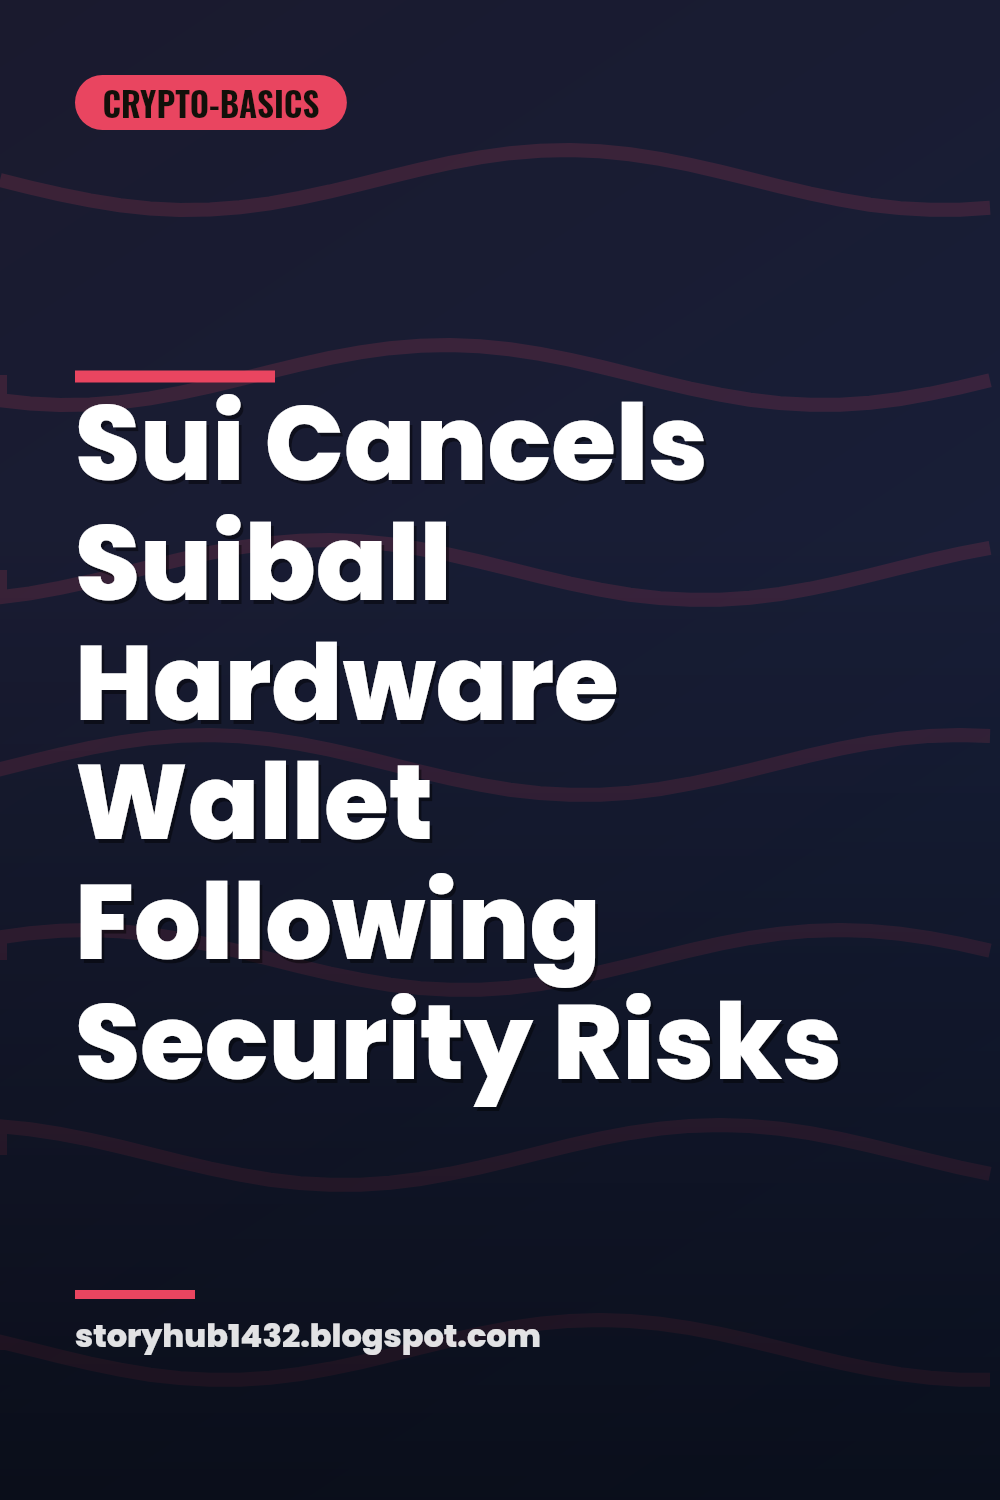 CRYPTO-BASICS
Sui Cancels
Suiball
Hardware
Wallet
Following
Security Risks
storyhub1432.blogspot.com